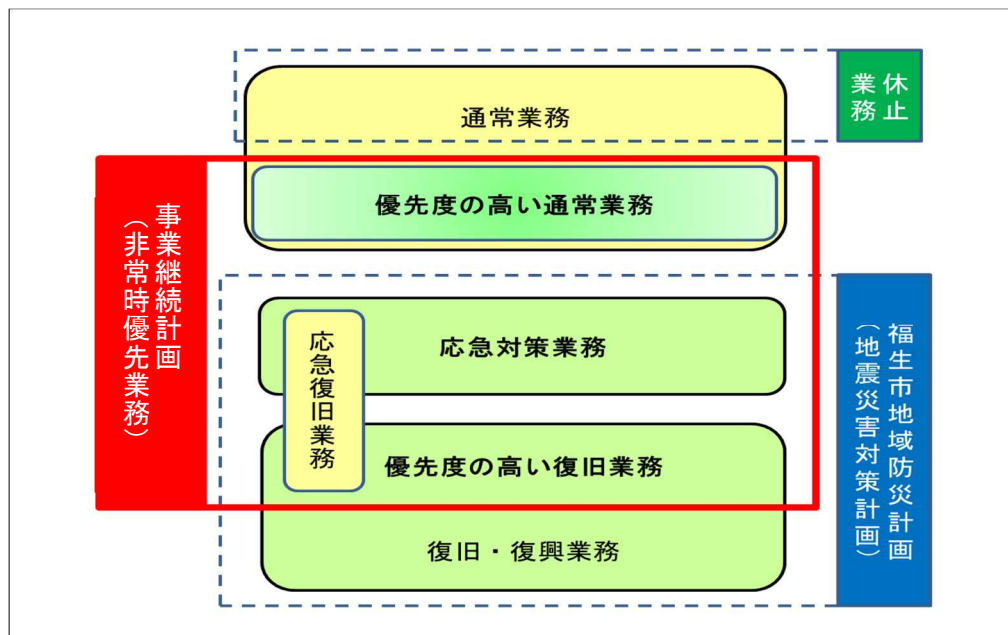 休止
業務
通常業務
優先度の高い通常業務
事業継続計画
（非常時優先業務）
応急対策業務
応急復旧業務
優先度の高い復旧業務
復旧・復興業務
福生市地域防災計画
（地震災害対策計画）